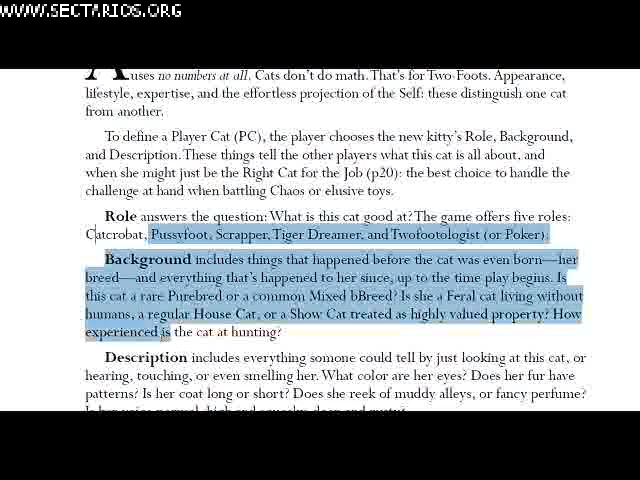 WWW.SECTARIOS.ORG
A uses no numbers at all. Cats don't do math. That's for Two-Foots. Appearance,
lifestyle, expertise, and the effortless projection of the Self: these distinguish one cat
from another.
To define a Player Cat (PC), the player chooses the new kitty's Role, Background,
and Description. These things tell the other players what this cat is all about, and
when she might just be the Right Cat for the Job (p20): the best choice to handle the
challenge at hand when battling Chaos or elusive toys.
Role answers the question: What is this cat good at? The game offers five roles:
Catcrobat, Pussyfoot, Scrapper, Tiger Dreamer, and Twofootologist (or Poker).
Background includes things that happened before the cat was even born—her
breed—and everything that's happened to her since, up to the time play begins. Is
this cat a rare Purebred or a common Mixed bBreed? Is she a Feral cat living without
humans, a regular House Cat, or a Show Cat treated as highly valued property? How
experienced is the cat at hunting?
Description includes everything somone could tell by just looking at this cat, or
hearing, touching, or even smelling her. What color are her eyes? Does her fur have
patterns? Is her coat long or short? Does she reek of muddy alleys, or fancy perfume?
Is her voice normal, high and squeaky, deep and